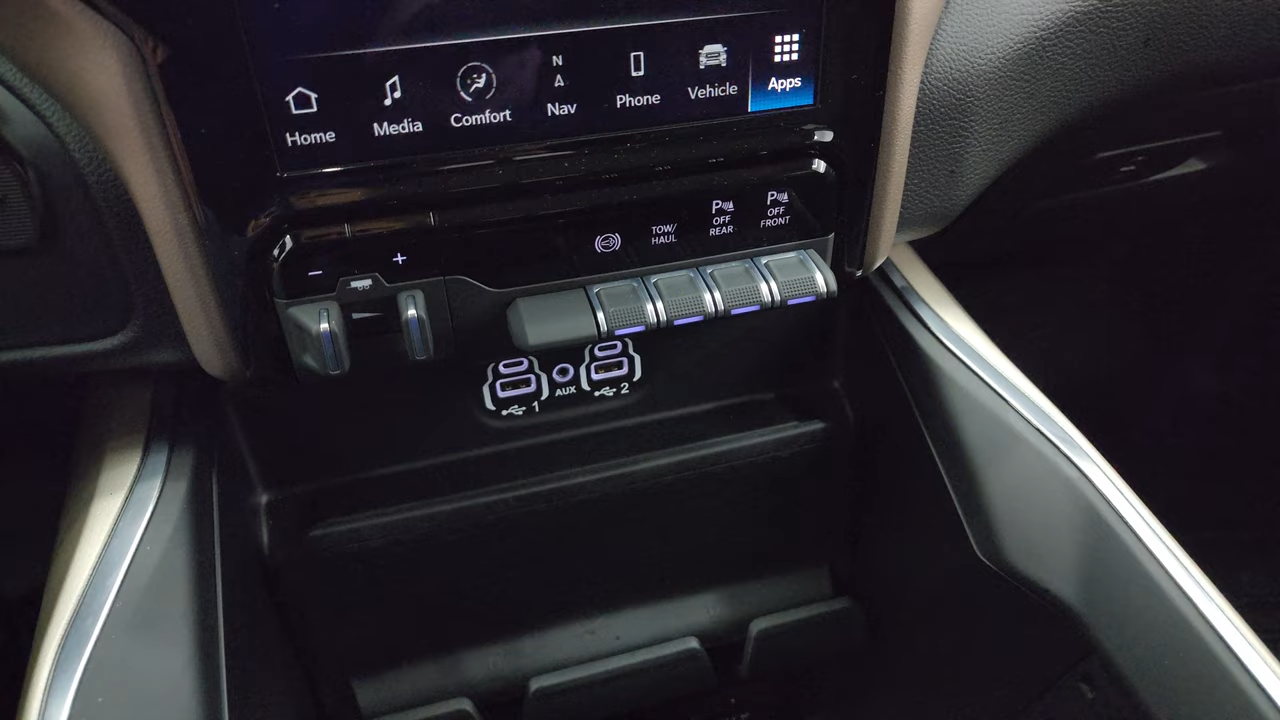 Home
Media
Comfort
N
A
Nav
Phone
Vehicle
Apps
- +
TOW/
HAUL
P
OFF
REAR
P
OFF
FRONT
1
AUX
2